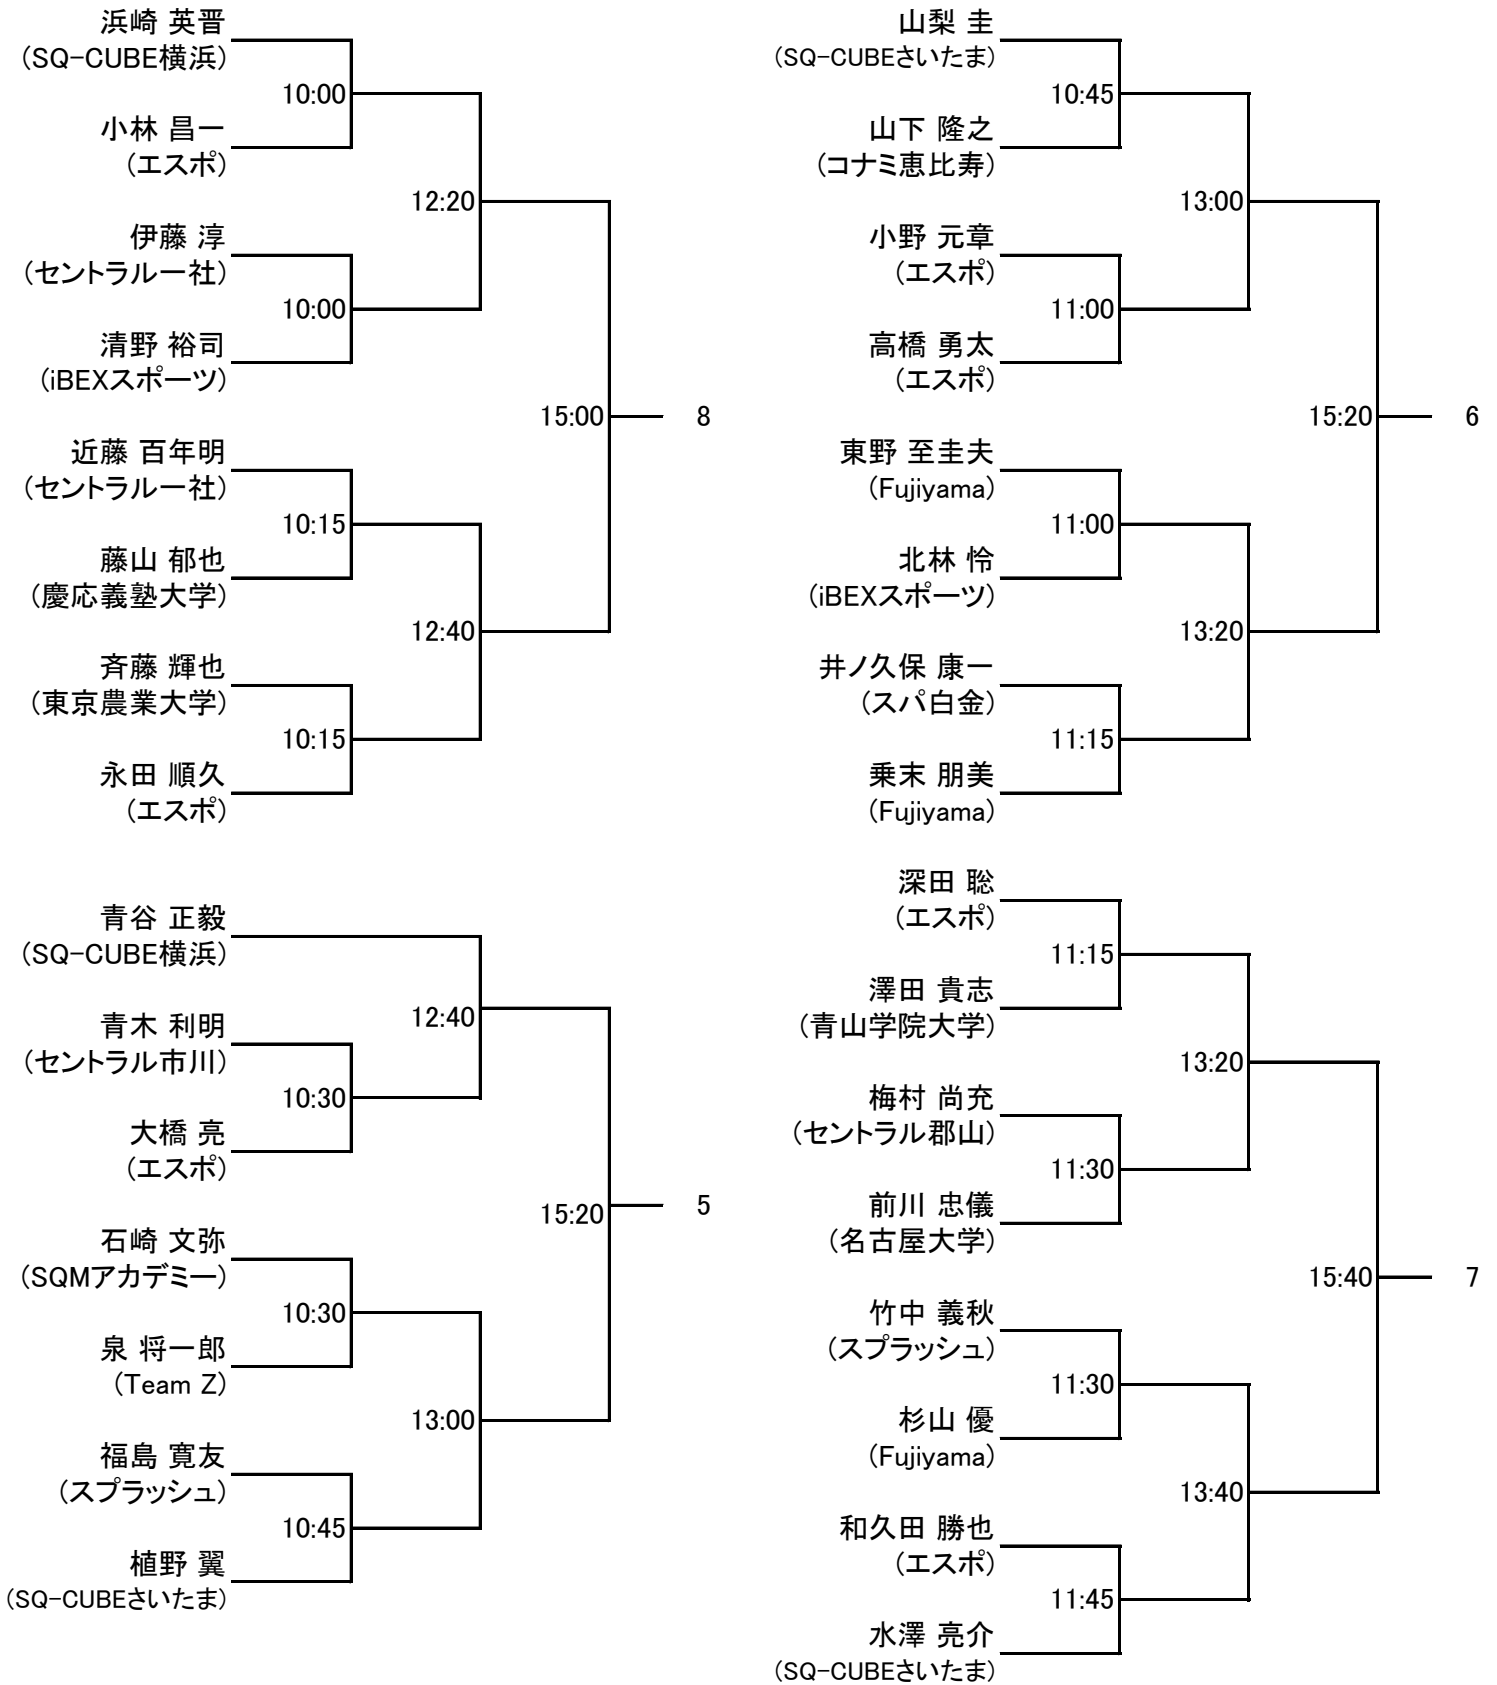 浜崎 英晋
(SQ-CUBE横浜)
10:00
小林 昌一
(エスポ)
12:20
伊藤 淳
(セントラル一社)
10:00
清野 裕司
(iBEXスポーツ)
15:00
8
近藤 百年明
(セントラル一社)
10:15
藤山 郁也
(慶応義塾大学)
12:40
斉藤 輝也
(東京農業大学)
10:15
永田 順久
(エスポ)
青谷 正毅
(SQ-CUBE横浜)
12:40
青木 利明
(セントラル市川)
10:30
大橋 亮
(エスポ)
15:20
5
石崎 文弥
(SQMアカデミー)
10:30
泉 将一郎
(Team Z)
13:00
福島 寛友
(スプラッシュ)
10:45
植野 翼
(SQ-CUBEさいたま)
山梨 圭
(SQ-CUBEさいたま)
10:45
山下 隆之
(コナミ恵比寿)
13:00
小野 元章
(エスポ)
11:00
高橋 勇太
(エスポ)
15:20
6
東野 至圭夫
(Fujiyama)
11:00
北林 怜
(iBEXスポーツ)
13:20
井ノ久保 康一
(スパ白金)
11:15
乗末 朋美
(Fujiyama)
深田 聡
(エスポ)
11:15
澤田 貴志
(青山学院大学)
13:20
梅村 尚充
(セントラル郡山)
11:30
前川 忠儀
(名古屋大学)
15:40
7
竹中 義秋
(スプラッシュ)
11:30
杉山 優
(Fujiyama)
13:40
和久田 勝也
(エスポ)
11:45
水澤 亮介
(SQ-CUBEさいたま)